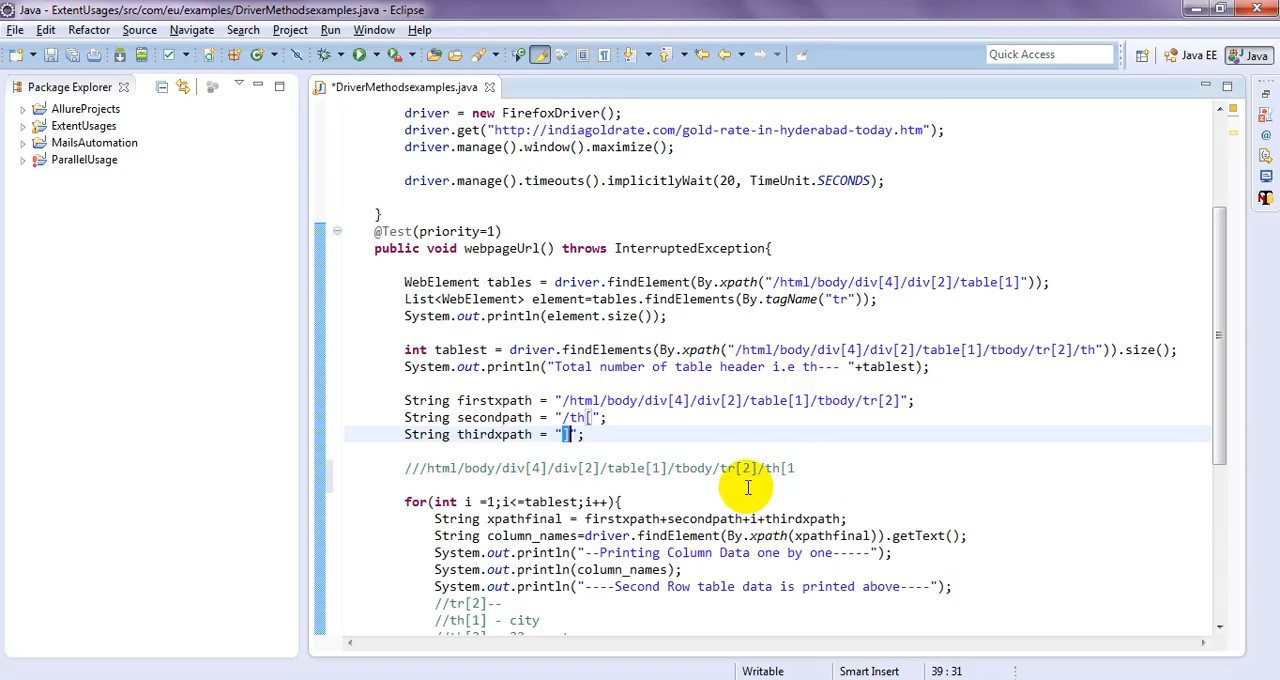 Java - ExtentUsages/src/com/eu/examples/DriverMethodsexamples.java - Eclipse
File Edit Refactor Source Navigate Search Project Run Window Help
Quick Access
Java EE
Java
Package Explorer
*DriverMethodsexamples.java
AllureProjects
ExtentUsages
MailsAutomation
ParallelUsage
driver = new FirefoxDriver();
driver.get("http://indiagoldrate.com/gold-rate-in-hyderabad-today.htm");
driver.manage().window().maximize();
driver.manage().timeouts().implicitlyWait(20, TimeUnit.SECONDS);
}
@Test(priority=1)
public void webpageUrl() throws InterruptedException{
WebElement tables = driver.findElement(By.xpath("/html/body/div[4]/div[2]/table[1]"));
List<WebElement> element=tables.findElements(By.tagName("tr"));
System.out.println(element.size());
int tablest = driver.findElements(By.xpath("/html/body/div[4]/div[2]/table[1]/tbody/tr[2]/th")).size();
System.out.println("Total number of table header i.e th--- "+tablest);
String firstxpath = "/html/body/div[4]/div[2]/table[1]/tbody/tr[2]";
String secondpath = "/th[";
String thirdxpath = "]";
///html/body/div[4]/div[2]/table[1]/tbody/tr[2]/th[1
for(int i =1;i<=tablest;i++){
String xpathfinal = firstxpath+secondpath+i+thirdxpath;
String column_names=driver.findElement(By.xpath(xpathfinal)).getText();
System.out.println("--Printing Column Data one by one-----");
System.out.println(column_names);
System.out.println("----Second Row table data is printed above----");
//tr[2]--
//th[1] - city
Writable
Smart Insert
39 : 31